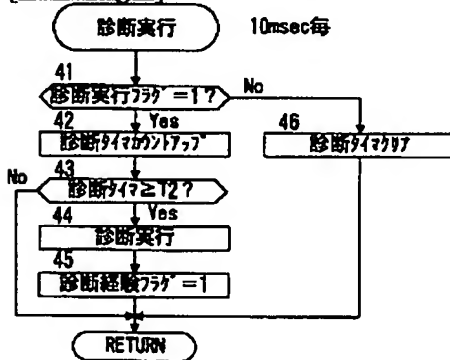 診断実行
10msec毎
41
診断実行ﾌﾗｸﾞ=1?
No
Yes
42
診断ﾀｲﾏｶｳﾝﾄｱｯﾌﾟ
46
診断ﾀｲﾏｸﾘｱ
43
No
診断ﾀｲﾏ≧T2?
Yes
44
診断実行
45
診断経験ﾌﾗｸﾞ=1
RETURN